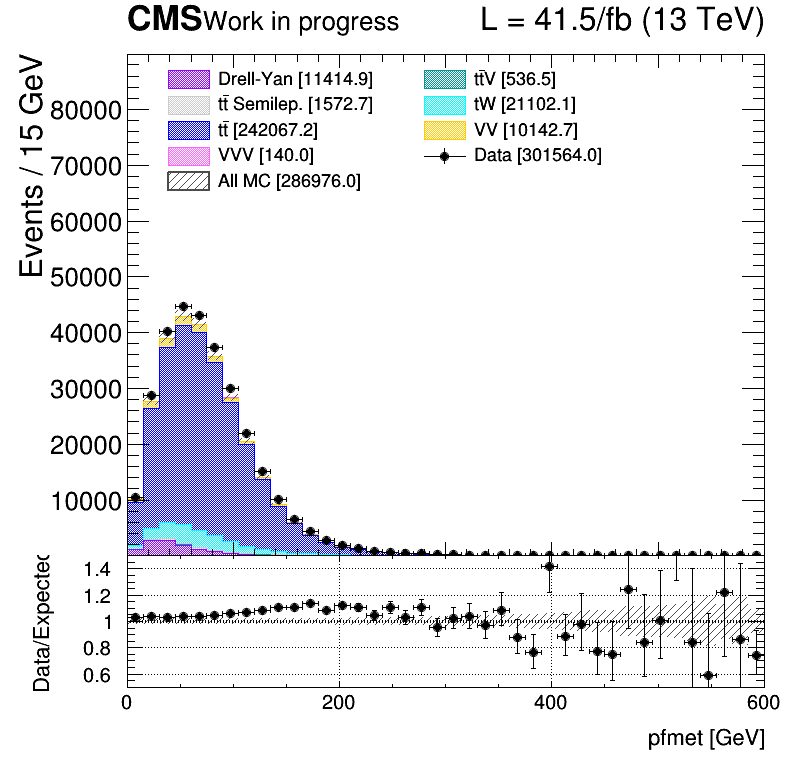 CMS Work in progress L = 41.5/fb (13 TeV)
Events / 15 GeV
Drell-Yan [11414.9]
tt̄ Semilep. [1572.7]
tt̄ [242067.2]
VVV [140.0]
All MC [286976.0]
tt̄V [536.5]
tW [21102.1]
VV [10142.7]
Data [301564.0]
80000
70000
60000
50000
40000
30000
20000
10000
Data/Expected
1.4
1.2
1
0.8
0.6
0 200 400 600
pfmet [GeV]